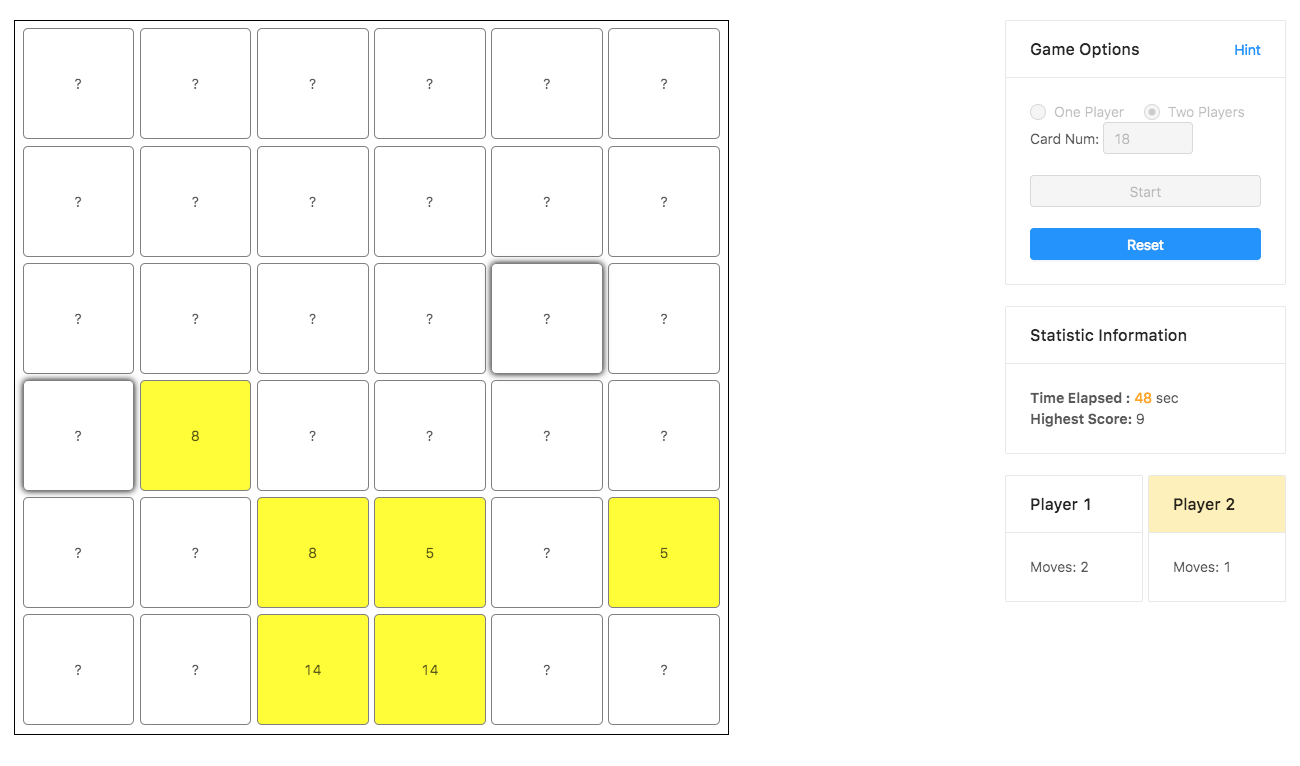 ? ? ? ? ? ?
? ? ? ? ? ?
? ? ? ? ? ?
? 8 ? ? ? ?
? ? 8 5 ? 5
? ? 14 14 ? ?
Game Options Hint
One Player Two Players
Card Num: 18
Start
Reset
Statistic Information
Time Elapsed : 48 sec
Highest Score: 9
Player 1
Moves: 2
Player 2
Moves: 1